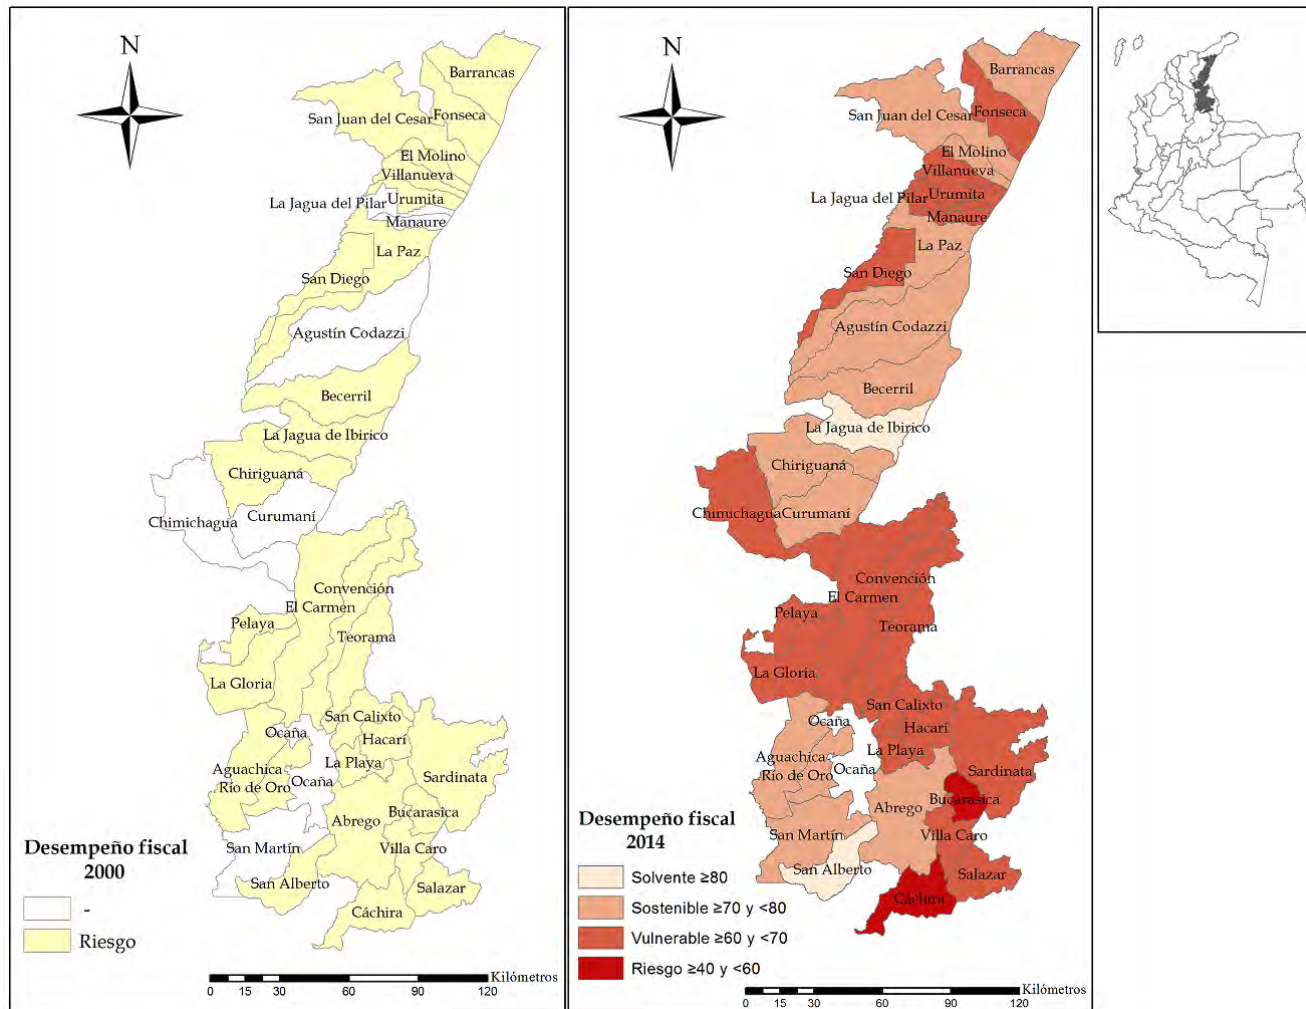 N
Barrancas
San Juan del Cesar
Fonseca
El Molino
Villanueva
La Jagua del Pilar
Urumita
Manaure
La Paz
San Diego
Agustín Codazzi
Becerril
La Jagua de Ibirico
Chiriguaná
Chimichagua
Curumaní
Convención
El Carmen
Pelaya
Teorama
La Gloria
San Calixto
Ocaña
Hacarí
La Playa
Aguachica
Río de Oro
Ocaña
Sardinata
Abrego
Bucarasica
San Martín
Villa Caro
San Alberto
Salazar
Cáchira
Desempeño fiscal
2000
-
Riesgo
Kilómetros
0 15 30 60 90 120
N
Barrancas
San Juan del Cesar
Fonseca
El Molino
Villanueva
La Jagua del Pilar
Urumita
Manaure
La Paz
San Diego
Agustín Codazzi
Becerril
La Jagua de Ibirico
Chiriguaná
Chimichagua
Curumaní
Convención
El Carmen
Pelaya
Teorama
La Gloria
San Calixto
Ocaña
Hacarí
La Playa
Aguachica
Río de Oro
Ocaña
Sardinata
Abrego
Bucarasica
San Martín
Villa Caro
San Alberto
Salazar
Cáchira
Desempeño fiscal
2014
Solvente ≥80
Sostenible ≥70 y <80
Vulnerable ≥60 y <70
Riesgo ≥40 y <60
Kilómetros
0 15 30 60 90 120